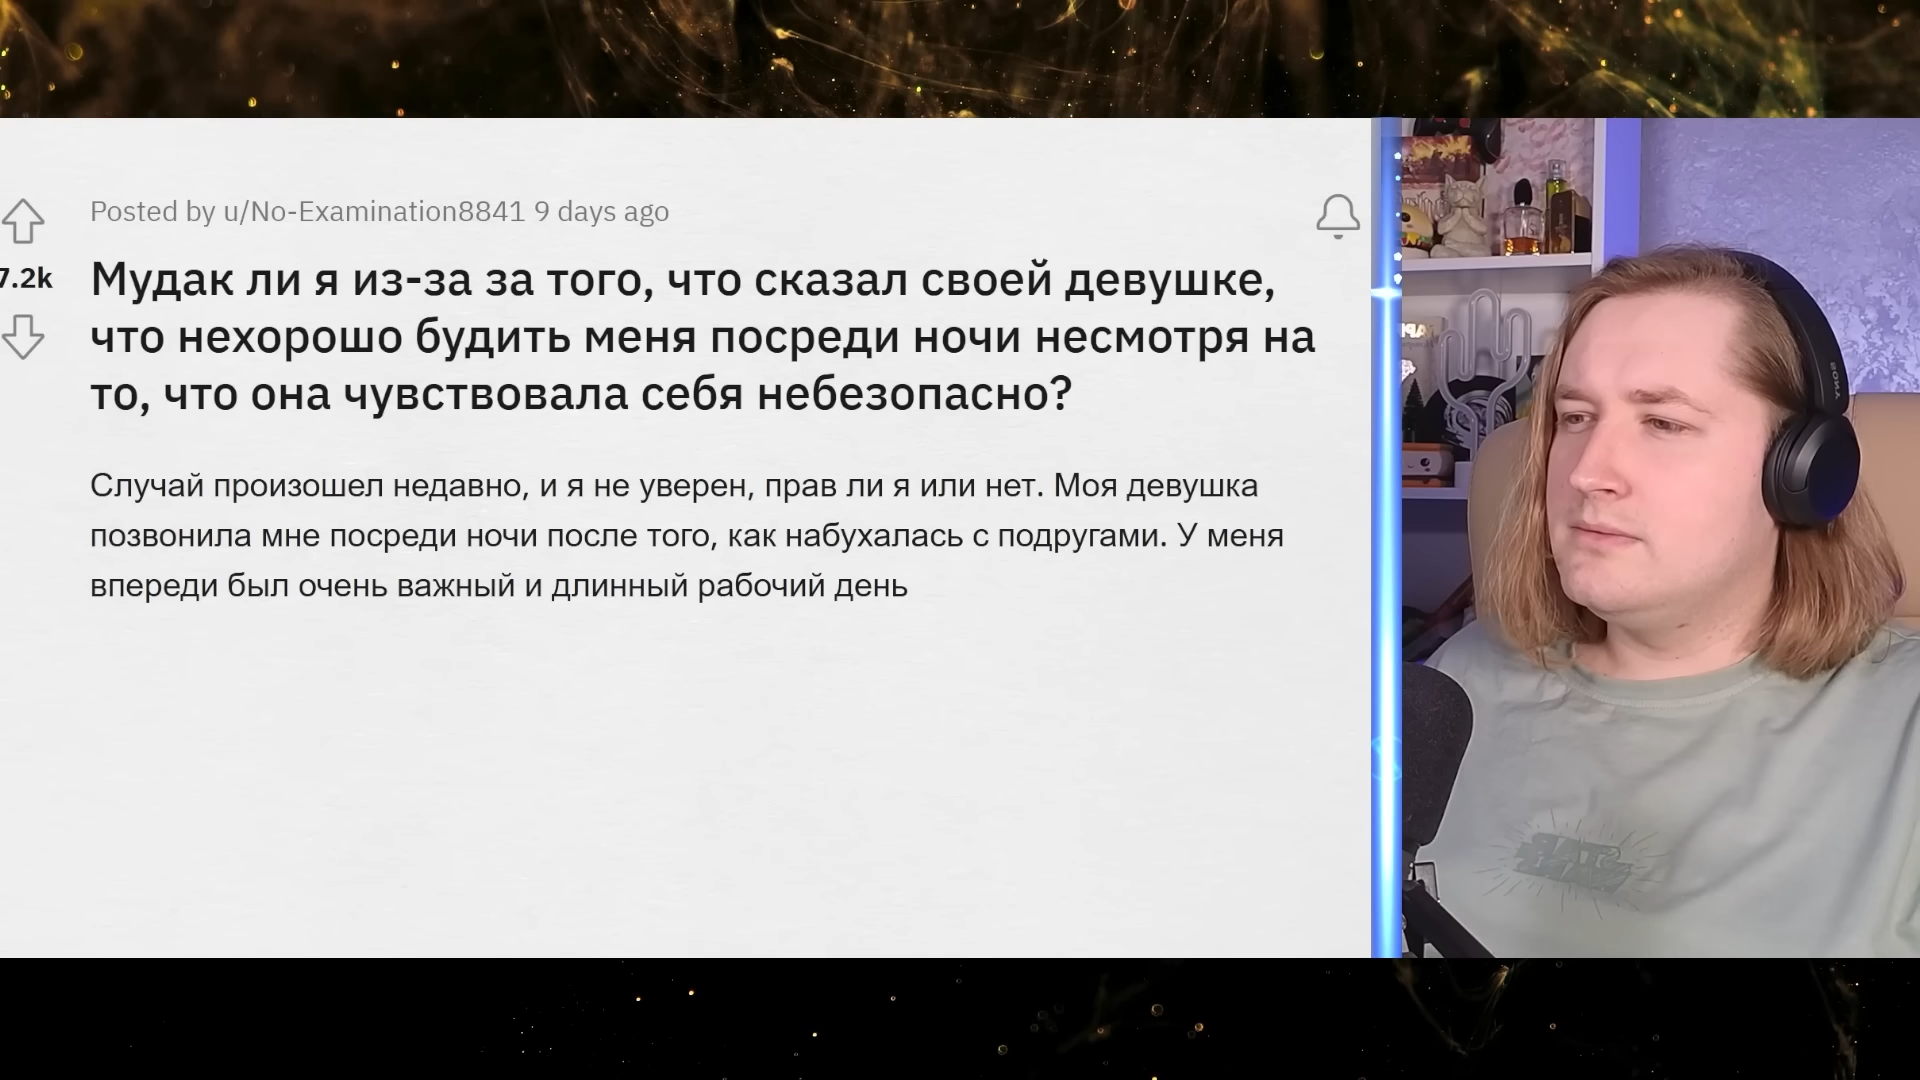 Posted by u/No-Examination8841 9 days ago
7.2k
Мудак ли я из-за за того, что сказал своей девушке,
что нехорошо будить меня посреди ночи несмотря на
то, что она чувствовала себя небезопасно?
Случай произошел недавно, и я не уверен, прав ли я или нет. Моя девушка
позвонила мне посреди ночи после того, как набухалась с подругами. У меня
впереди был очень важный и длинный рабочий день
SONY